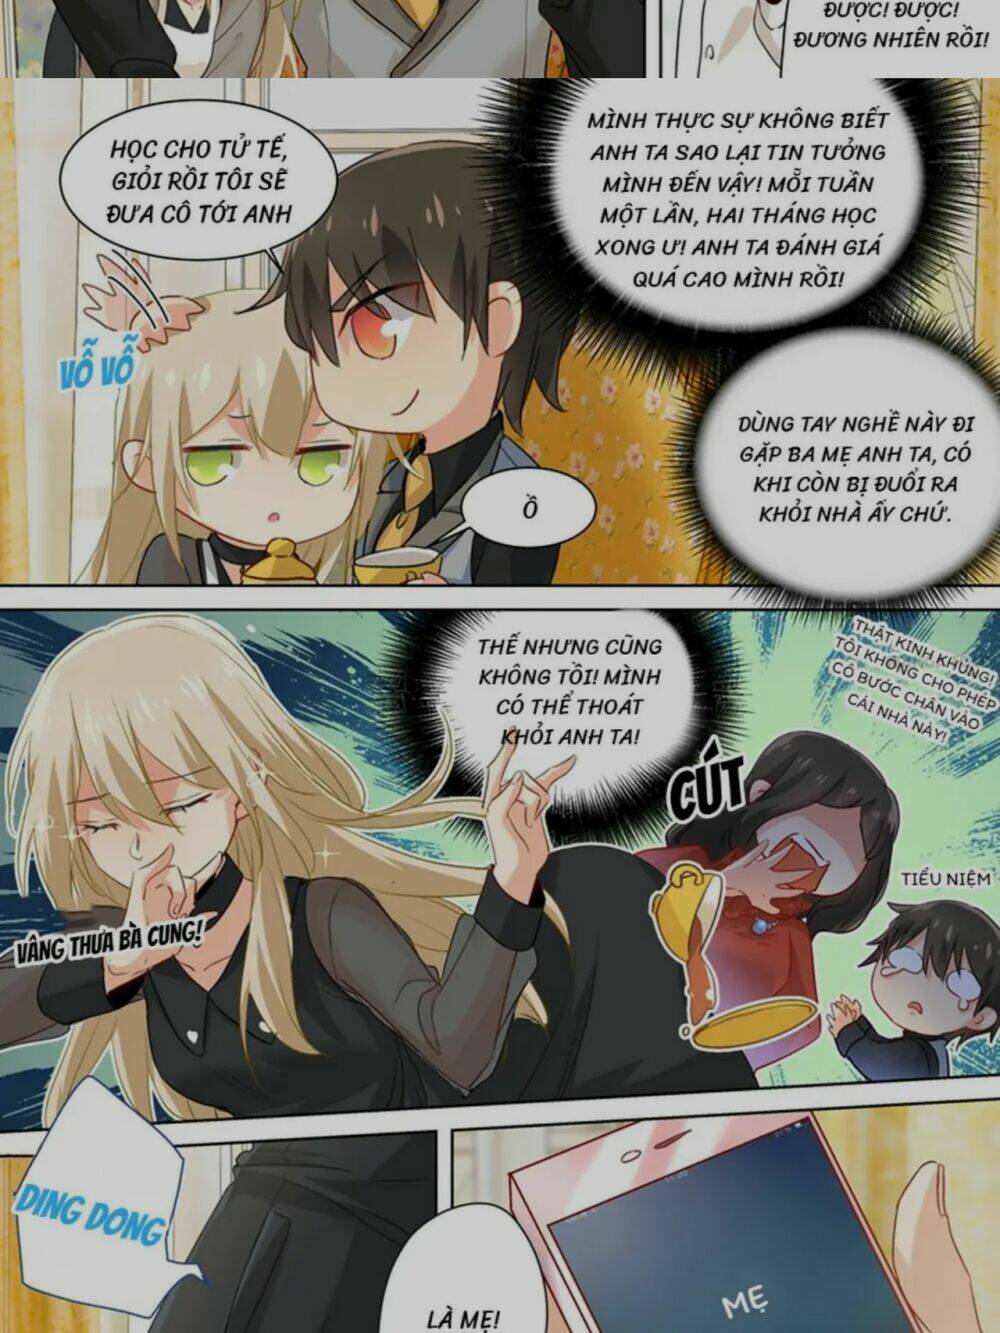 ĐƯỢC! ĐƯỢC!
ĐƯƠNG NHIÊN RỒI!
HỌC CHO TỬ TẾ,
GIỎI RỒI TÔI SẼ
ĐƯA CÔ TỚI ANH
MÌNH THỰC SỰ KHÔNG BIẾT
ANH TA SAO LẠI TIN TƯỞNG
MÌNH ĐẾN VẬY! MỖI TUẦN
MỘT LẦN, HAI THÁNG HỌC
XONG Ư! ANH TA ĐÁNH GIÁ
QUÁ CAO MÌNH RỒI!
VỖ VỖ
Ồ
DÙNG TAY NGHỀ NÀY ĐI
GẶP BA MẸ ANH TA, CÓ
KHI CÒN BỊ ĐUỔI RA
KHỎI NHÀ ẤY CHỨ.
THẾ NHƯNG CŨNG
KHÔNG TỒI! MÌNH
CÓ THỂ THOÁT
KHỎI ANH TA!
THẬT KINH KHỦNG!
TÔI KHÔNG CHO PHÉP
CÔ BƯỚC CHÂN VÀO
CÁI NHÀ NÀY!
CÚT
TIỂU NIỆM
VÂNG THƯA BÀ CUNG!
DING DONG
LÀ MẸ!
MẸ